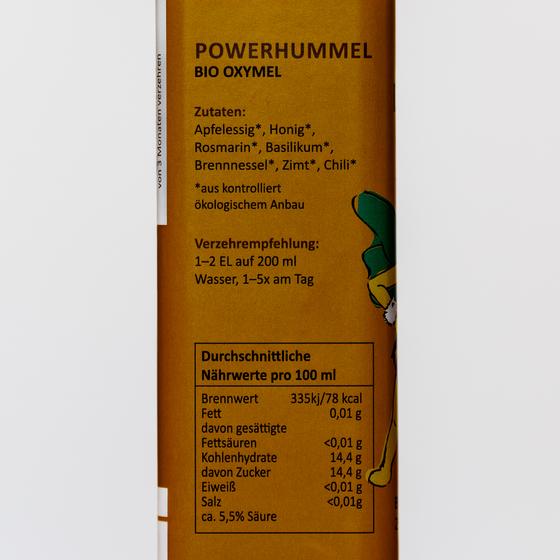 POWERHUMMEL
BIO OXYMEL
Zutaten:
Apfelessig*, Honig*,
Rosmarin*, Basilikum*,
Brennnessel*, Zimt*, Chili*
*aus kontrolliert
ökologischem Anbau
Verzehrempfehlung:
1–2 EL auf 200 ml
Wasser, 1–5x am Tag
Durchschnittliche
Nährwerte pro 100 ml
Brennwert 335kj/78 kcal
Fett 0,01 g
davon gesättigte
Fettsäuren <0,01 g
Kohlenhydrate 14,4 g
davon Zucker 14,4 g
Eiweiß <0,01 g
Salz <0,01g
ca. 5,5% Säure
von 3 Monaten verzehren